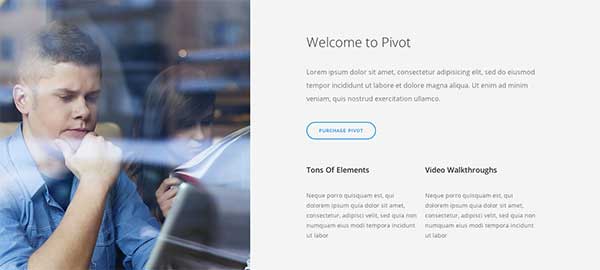 Welcome to Pivot
Lorem ipsum dolor sit amet, consectetur adipisicing elit, sed do eiusmod
tempor incididunt ut labore et dolore magna aliqua. Ut enim ad minim
veniam, quis nostrud exercitation ullamco.
PURCHASE PIVOT
Tons Of Elements
Neque porro quisquam est, qui
dolorem ipsum quia dolor sit amet,
consectetur, adipisci velit, sed quia non
numquam eius modi tempora incidunt
ut labor
Video Walkthroughs
Neque porro quisquam est, qui
dolorem ipsum quia dolor sit amet,
consectetur, adipisci velit, sed quia non
numquam eius modi tempora incidunt
ut labor